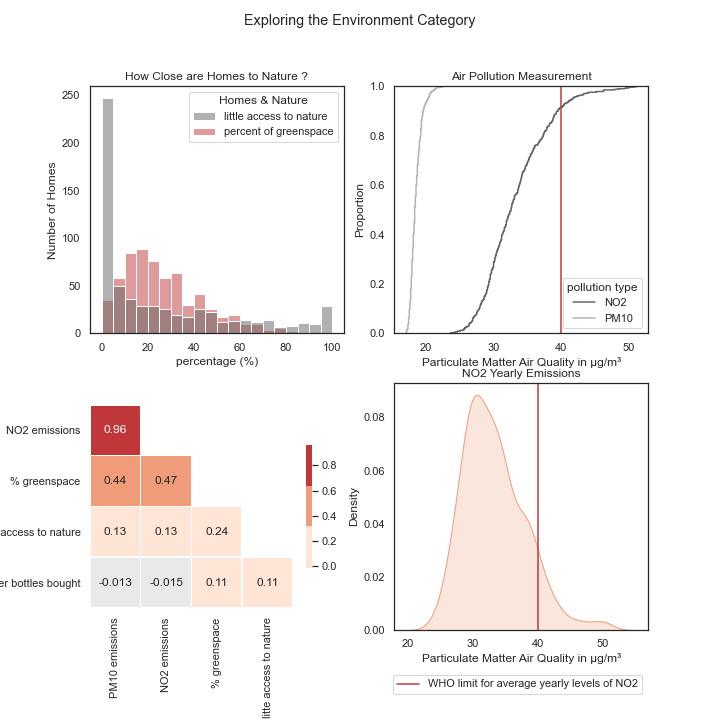 Exploring the Environment Category
How Close are Homes to Nature ?
Number of Homes
250
200
150
100
50
0
Homes & Nature
little access to nature
percent of greenspace
0
20
40
60
80
100
percentage (%)
Air Pollution Measurement
Proportion
1.0
0.8
0.6
0.4
0.2
0.0
pollution type
NO2
PM10
20
30
40
50
Particulate Matter Air Quality in µg/m³
NO2 emissions
% greenspace
access to nature
bottles bought
0.96
0.44 0.47
0.13 0.13 0.24
-0.013 -0.015 0.11 0.11
PM10 emissions
NO2 emissions
% greenspace
litte access to nature
0.8
0.6
0.4
0.2
0.0
NO2 Yearly Emissions
Density
0.08
0.06
0.04
0.02
0.00
20
30
40
50
Particulate Matter Air Quality in µg/m³
WHO limit for average yearly levels of NO2